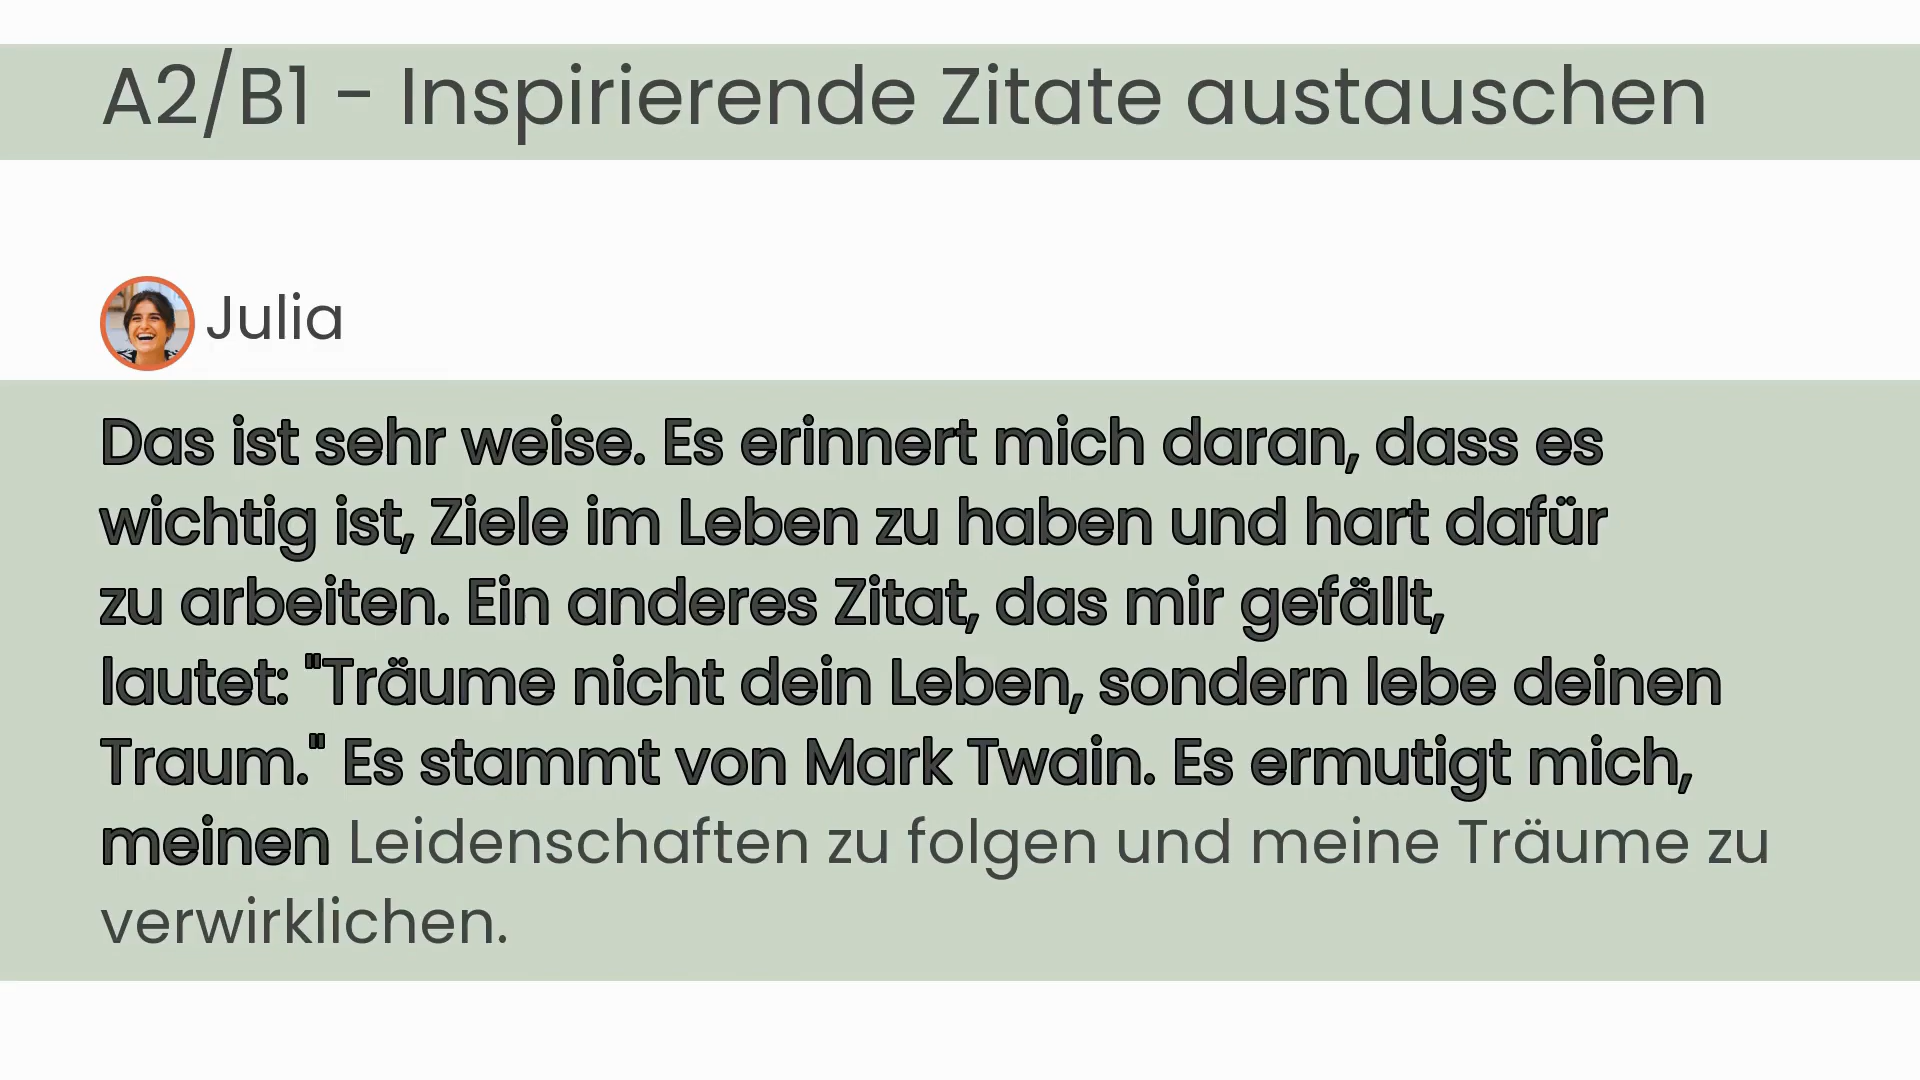 A2/B1 - Inspirierende Zitate austauschen
Julia
Das ist sehr weise. Es erinnert mich daran, dass es
wichtig ist, Ziele im Leben zu haben und hart dafür
zu arbeiten. Ein anderes Zitat, das mir gefällt,
lautet: "Träume nicht dein Leben, sondern lebe deinen
Traum." Es stammt von Mark Twain. Es ermutigt mich,
meinen Leidenschaften zu folgen und meine Träume zu
verwirklichen.